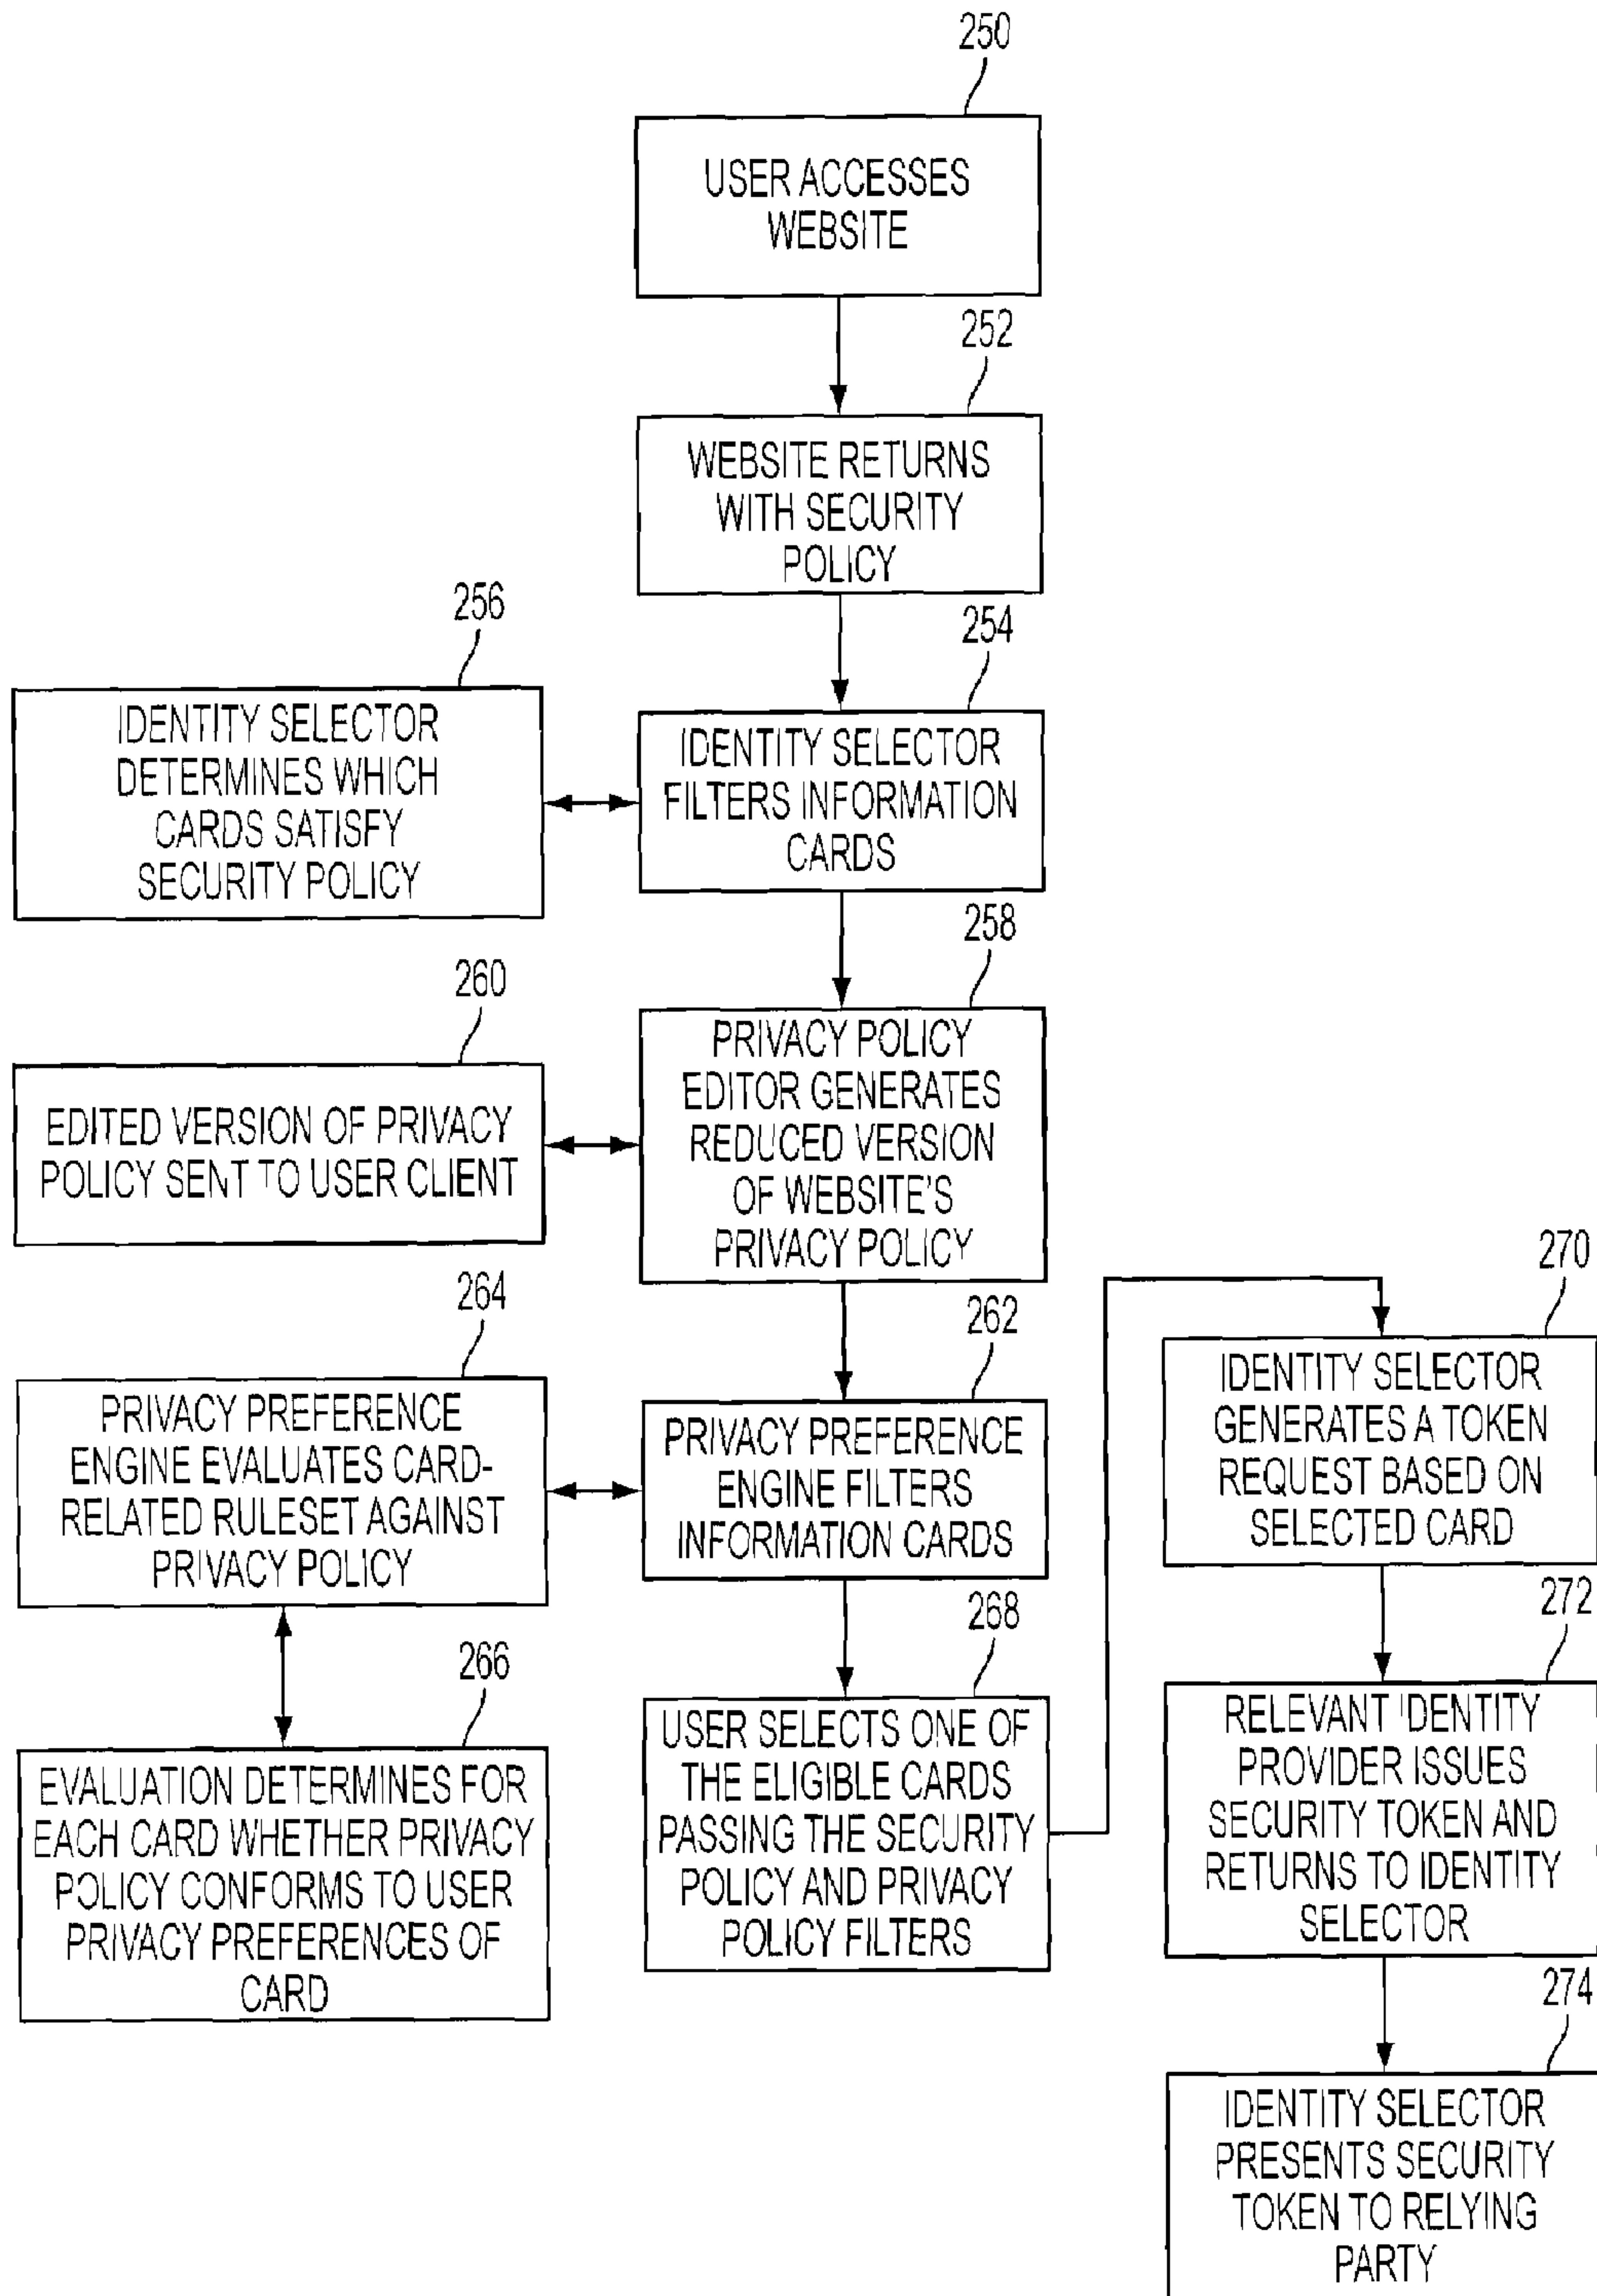 250
USER ACCESSES
WEBSITE
252
WEBSITE RETURNS
WITH SECURITY
POLICY
254
IDENTITY SELECTOR
FILTERS INFORMATION
CARDS
256
IDENTITY SELECTOR
DETERMINES WHICH
CARDS SATISFY
SECURITY POLICY
258
PRIVACY POLICY
EDITOR GENERATES
REDUCED VERSION
OF WEBSITE'S
PRIVACY POLICY
260
EDITED VERSION OF PRIVACY
POLICY SENT TO USER CLIENT
262
PRIVACY PREFERENCE
ENGINE FILTERS
INFORMATION CARDS
264
PRIVACY PREFERENCE
ENGINE EVALUATES CARD-
RELATED RULESET AGAINST
PRIVACY POLICY
266
EVALUATION DETERMINES FOR
EACH CARD WHETHER PRIVACY
POLICY CONFORMS TO USER
PRIVACY PREFERENCES OF
CARD
268
USER SELECTS ONE OF
THE ELIGIBLE CARDS
PASSING THE SECURITY
POLICY AND PRIVACY
POLICY FILTERS
270
IDENTITY SELECTOR
GENERATES A TOKEN
REQUEST BASED ON
SELECTED CARD
272
RELEVANT IDENTITY
PROVIDER ISSUES
SECURITY TOKEN AND
RETURNS TO IDENTITY
SELECTOR
274
IDENTITY SELECTOR
PRESENTS SECURITY
TOKEN TO RELYING
PARTY